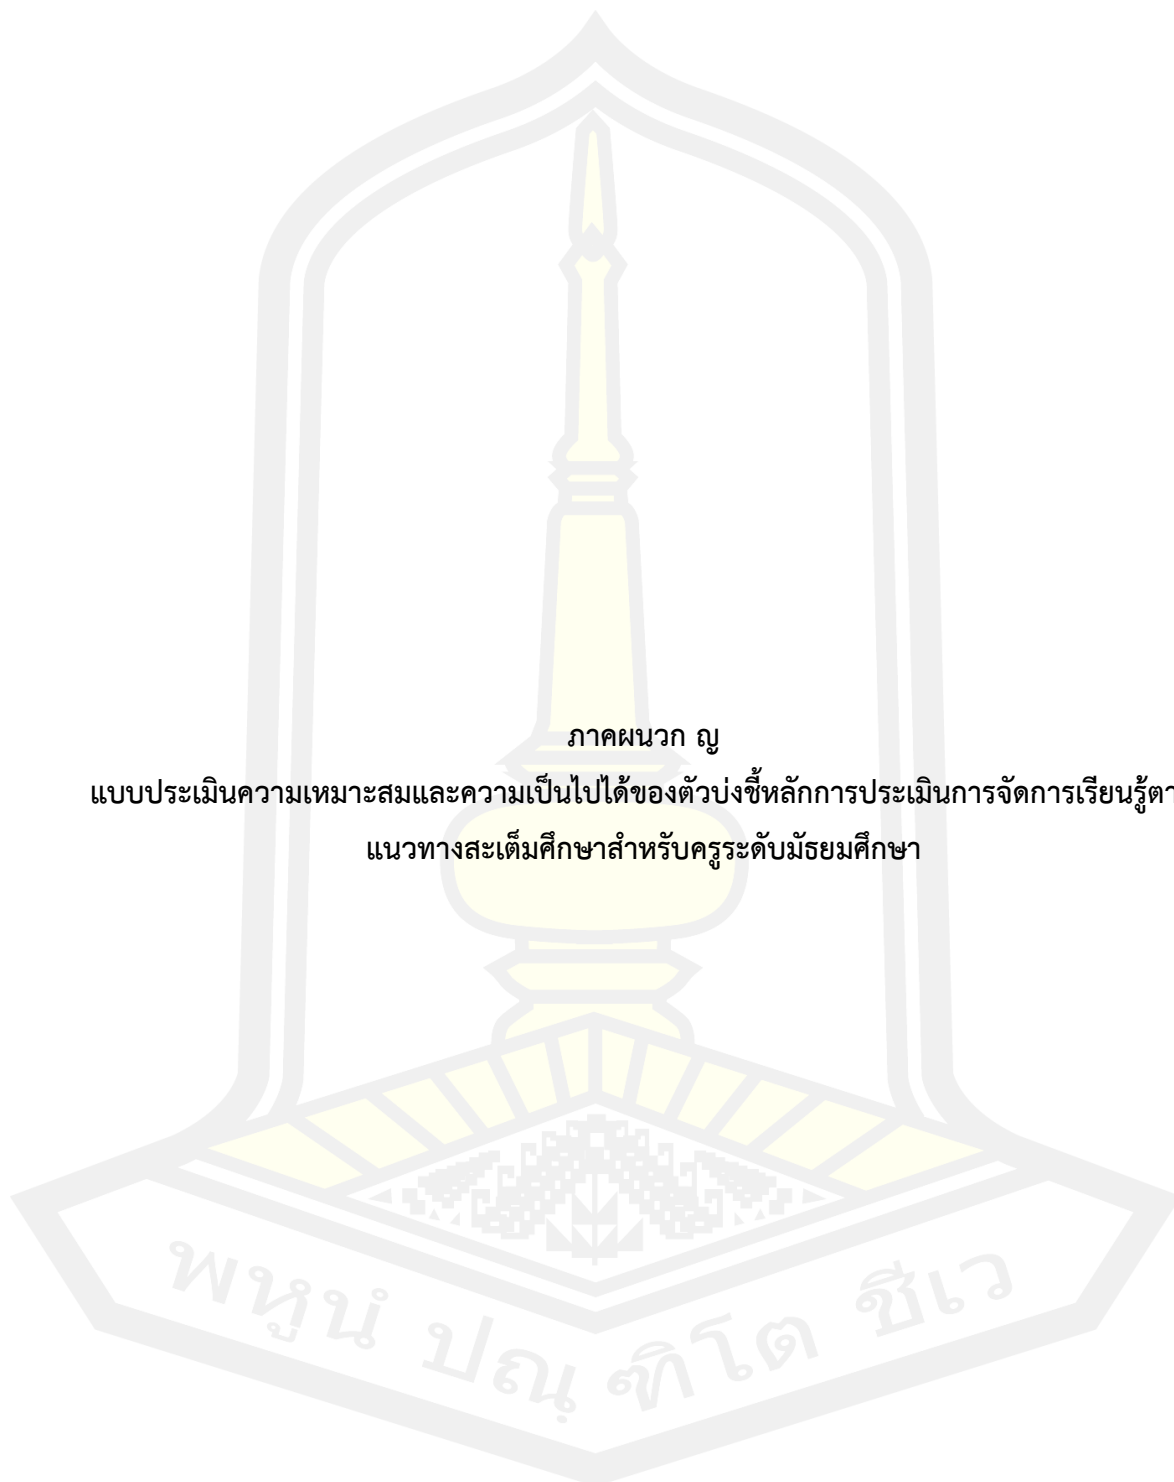 ภาคผนวก ญ
แบบประเมินความเหมาะสมและความเป็นไปได้ของตัวบ่งชี้หลักการประเมินการจัดการเรียนรู้ตา
แนวทางสะเต็มศึกษาสำหรับครูระดับมัธยมศึกษา
พหูนํ ปณฺฑิโต ชีเว